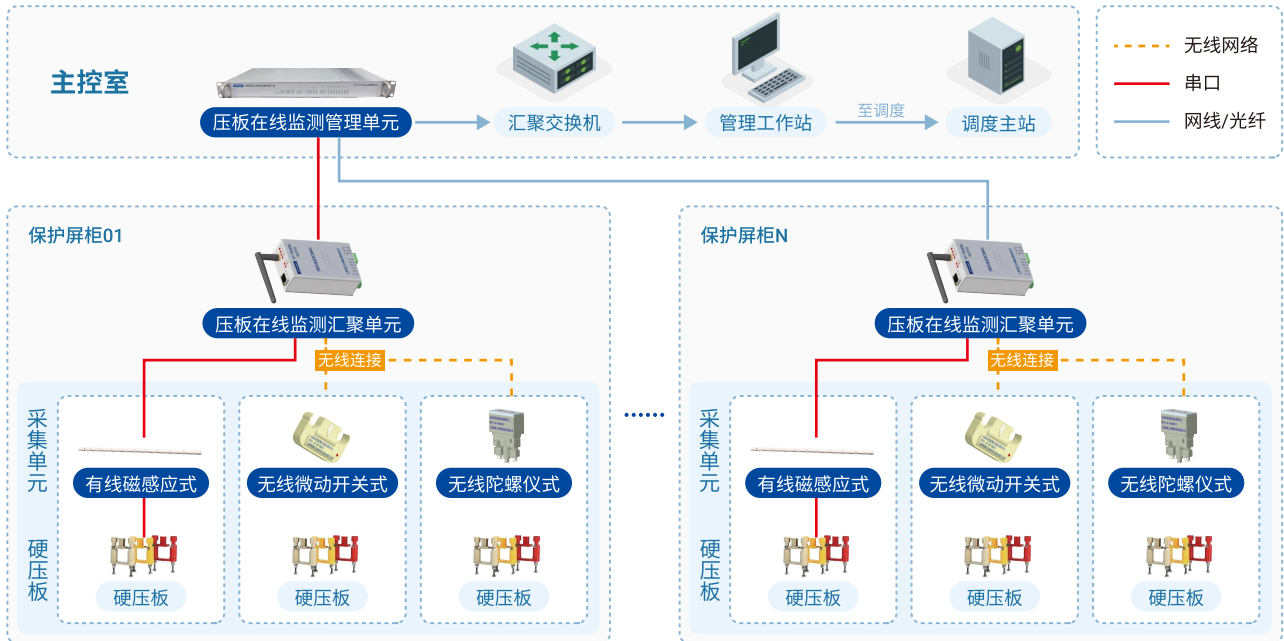 主控室
压板在线监测管理单元
汇聚交换机
管理工作站
至调度
调度主站
无线网络
串口
网线/光纤
保护屏柜01
压板在线监测汇聚单元
无线连接
采集单元
有线磁感应式
无线微动开关式
无线陀螺仪式
硬压板
硬压板
硬压板
硬压板
······
保护屏柜N
压板在线监测汇聚单元
无线连接
采集单元
有线磁感应式
无线微动开关式
无线陀螺仪式
硬压板
硬压板
硬压板
硬压板